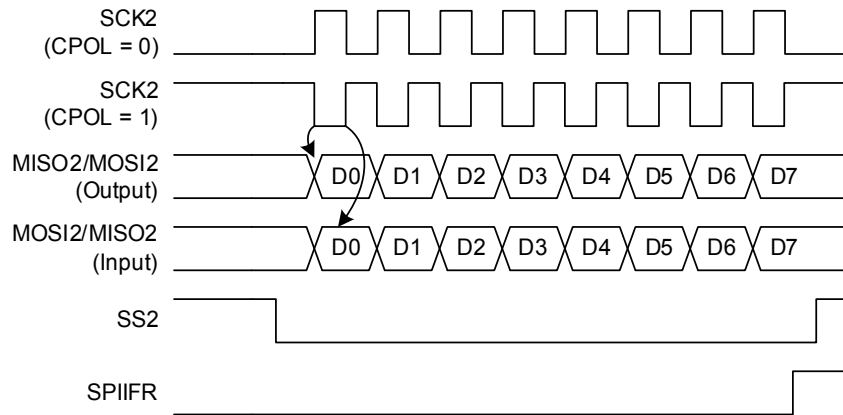 SCK2
(CPOL = 0)
SCK2
(CPOL = 1)
MISO2/MOSI2
(Output)
D0 D1 D2 D3 D4 D5 D6 D7
MOSI2/MISO2
(Input)
D0 D1 D2 D3 D4 D5 D6 D7
SS2
SPIIFR